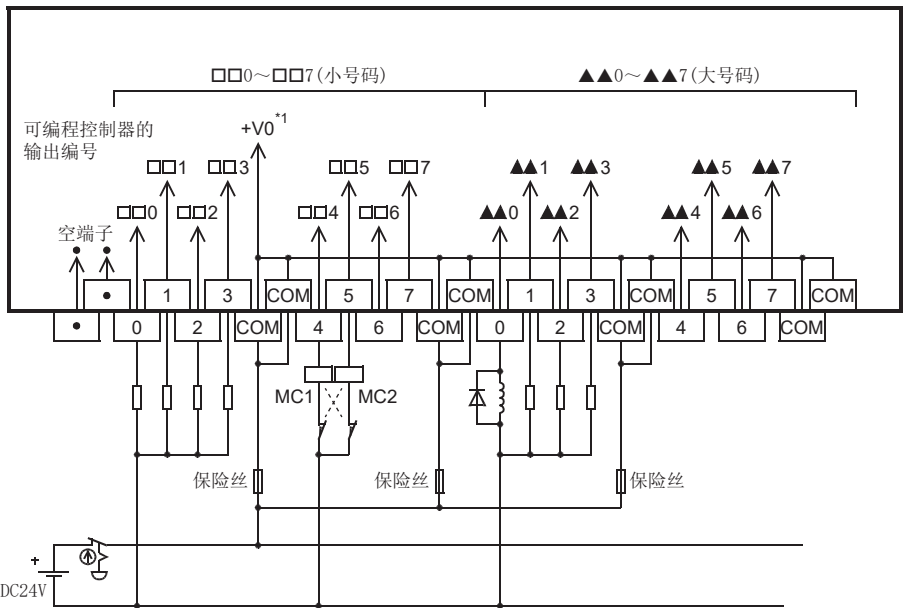 □□0～□□7(小号码) ▲▲0～▲▲7(大号码)
可编程控制器的
输出编号
+V0*1
□□1 □□3 □□5 □□7 ▲▲1 ▲▲3 ▲▲5 ▲▲7
□□0 □□2 □□4 □□6 ▲▲0 ▲▲2 ▲▲4 ▲▲6
空端子
• 1 3 COM 5 7 COM 1 3 COM 5 7 COM
• 0 2 COM 4 6 COM 0 2 COM 4 6 COM
MC1 MC2
保险丝 保险丝 保险丝
+
DC24V